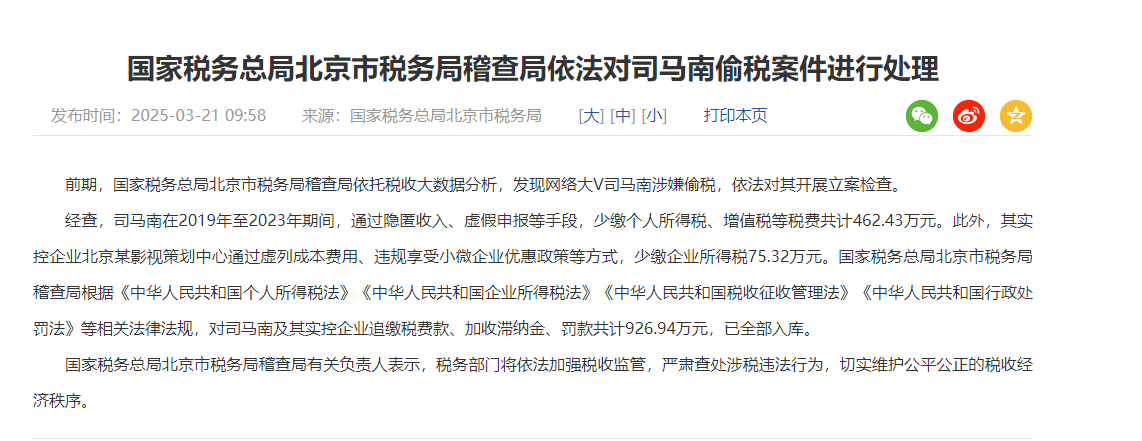 国家税务总局北京市税务局稽查局依法对司马南偷税案件进行处理
发布时间：2025-03-21 09:58 来源：国家税务总局北京市税务局 [大] [中] [小] 打印本页
前期，国家税务总局北京市税务局稽查局依托税收大数据分析，发现网络大V司马南涉嫌偷税，依法对其开展立案检查。
经查，司马南在2019年至2023年期间，通过隐匿收入、虚假申报等手段，少缴个人所得税、增值税等税费共计462.43万元。此外，其实
控企业北京某影视策划中心通过虚列成本费用、违规享受小微企业优惠政策等方式，少缴企业所得税75.32万元。国家税务总局北京市税务局
稽查局根据《中华人民共和国个人所得税法》《中华人民共和国企业所得税法》《中华人民共和国税收征收管理法》《中华人民共和国行政处
罚法》等相关法律法规，对司马南及其实控企业追缴税费款、加收滞纳金、罚款共计926.94万元，已全部入库。
国家税务总局北京市税务局稽查局有关负责人表示，税务部门将依法加强税收监管，严肃查处涉税违法行为，切实维护公平公正的税收经
济秩序。